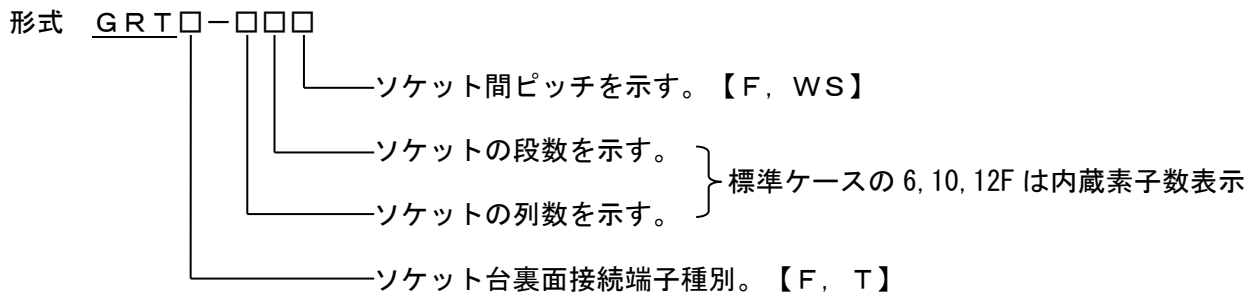 形式 GRT□-□□□
ソケット間ピッチを示す。【F, WS】
ソケットの段数を示す。
標準ケースの 6,10,12F は内蔵素子数表示
ソケットの列数を示す。
ソケット台裏面接続端子種別。【F, T】